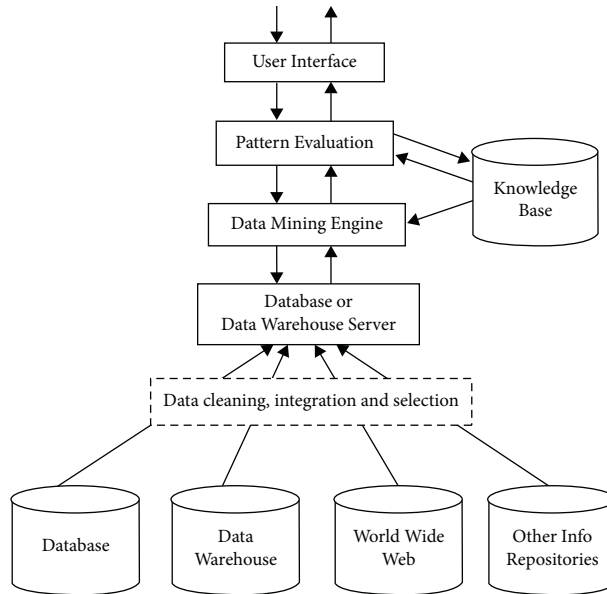 User Interface
Pattern Evaluation
Knowledge
Base
Data Mining Engine
Database or
Data Warehouse Server
Data cleaning, integration and selection
Database
Data
Warehouse
World Wide
Web
Other Info
Repositories